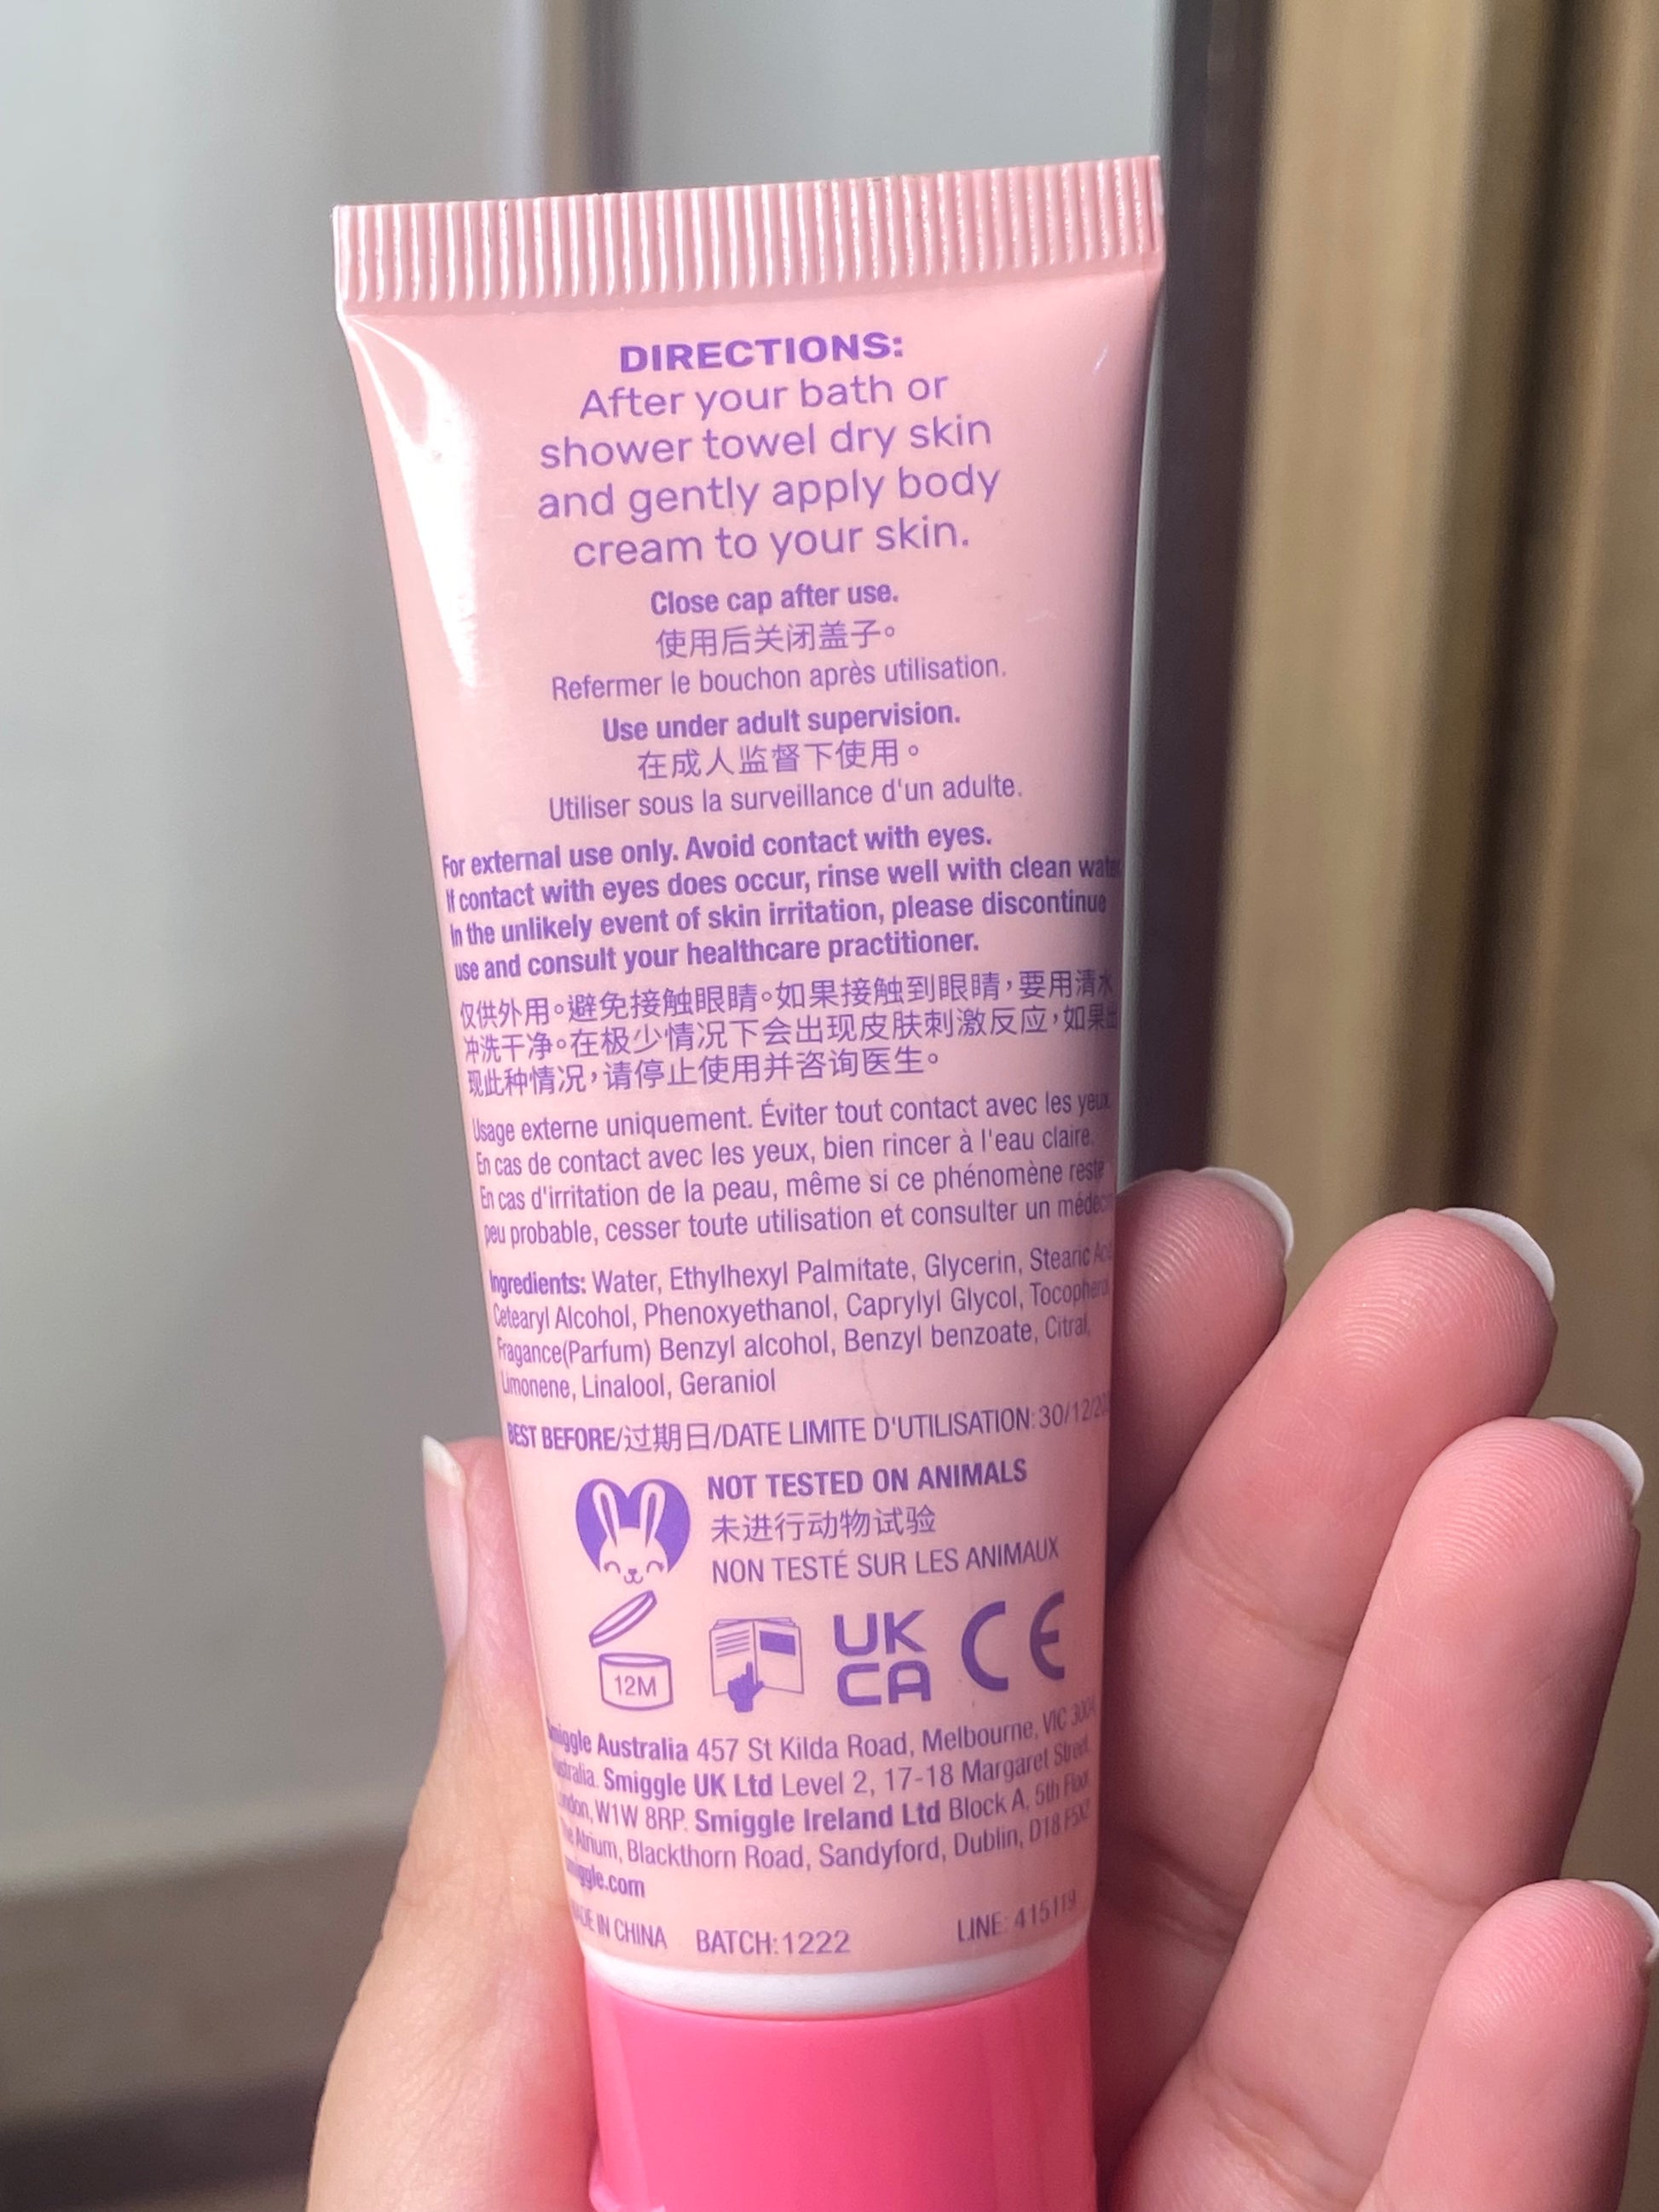 DIRECTIONS:
After your bath or
shower towel dry skin
and gently apply body
cream to your skin.
Close cap after use.
使用后关闭盖子。
Refermer le bouchon après utilisation.
Use under adult supervision.
在成人监督下使用。
Utiliser sous la surveillance d'un adulte.
For external use only. Avoid contact with eyes.
If contact with eyes does occur, rinse well with clean water.
In the unlikely event of skin irritation, please discontinue
use and consult your healthcare practitioner.
仅供外用。避免接触眼睛。如果接触到眼睛，要用清水
冲洗干净。在极少情况下会出现皮肤刺激反应，如果出
现此种情况，请停止使用并咨询医生。
Usage externe uniquement. Éviter tout contact avec les yeux.
En cas de contact avec les yeux, bien rincer à l'eau claire.
En cas d'irritation de la peau, même si ce phénomène reste
peu probable, cesser toute utilisation et consulter un médecin
Ingredients: Water, Ethylhexyl Palmitate, Glycerin, Stearic
Cetearyl Alcohol, Phenoxyethanol, Caprylyl Glycol,
Fragance(Parfum) Benzyl alcohol, Benzyl benzoate, Citral,
Limonene, Linalool, Geraniol
BEST BEFORE/过期日/DATE LIMITE D'UTILISATION:
NOT TESTED ON ANIMALS
未进行动物试验
NON TESTÉ SUR LES ANIMAUX
12M
UK
CA
CE
Smiggle Australia 457 St Kilda Road, Melbourne, VIC 3004
Australia. Smiggle UK Ltd Level 2, 17-18 Margaret Street,
London, W1W 8RP. Smiggle Ireland Ltd Block A, 5th Floor,
The Atrium, Blackthorn Road, Sandyford, Dublin, D18
smiggle.com
MADE IN CHINA BATCH:1222 LINE: 415119